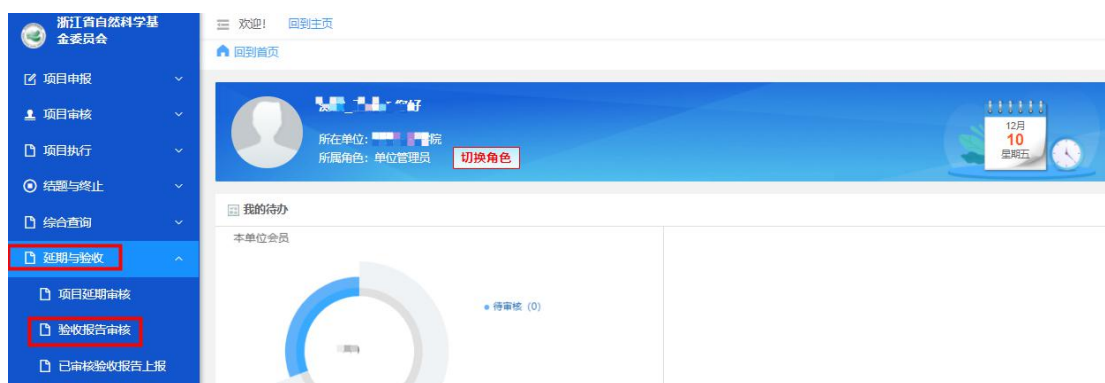 浙江省自然科学基
金委员会
项目申报
项目审核
项目执行
结题与终止
综合查询
延期与验收
项目延期审核
验收报告审核
已审核验收报告上报
欢迎! 回到主页
回到首页
您好
所在单位: 院
所属角色: 单位管理员 切换角色
12月
10
星期五
我的待办
本单位会员
待审核 (0)